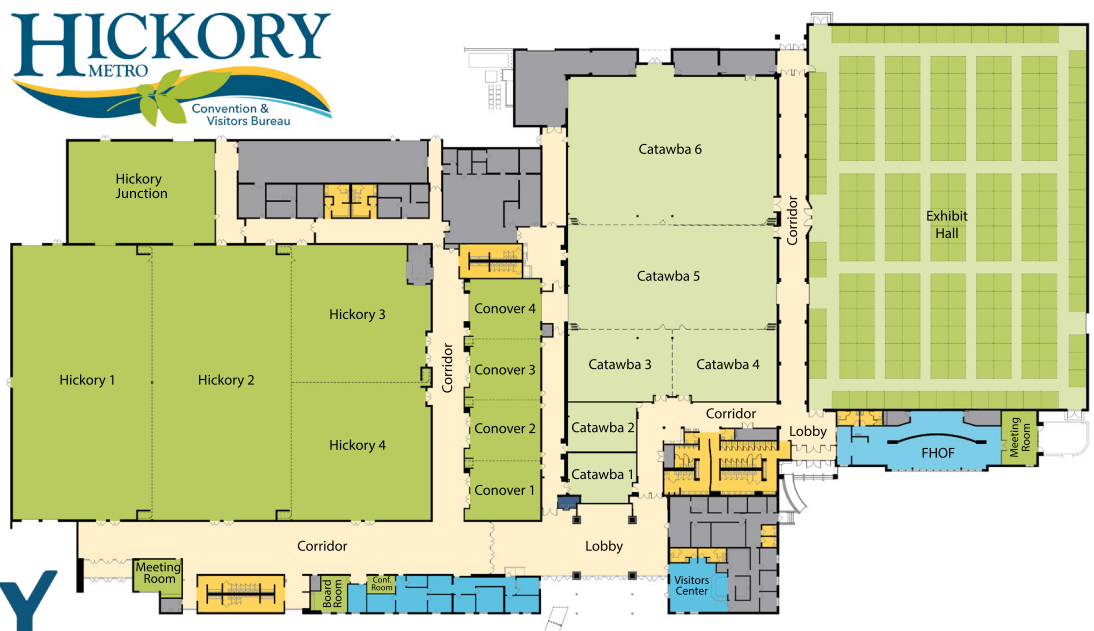 HICKORY
METRO
Convention &
Visitors Bureau
Hickory
Junction
Catawba 6
Corridor
Exhibit
Hall
Catawba 5
Hickory 3
Conover 4
Catawba 3
Catawba 4
Corridor
Hickory 1
Hickory 2
Conover 3
Corridor
Catawba 2
Conover 2
Lobby
Hickory 4
FHOF
Meeting
Room
Catawba 1
Conover 1
Corridor
Lobby
Meeting
Room
Board
Room
Conf.
Room
Visitors
Center
Y